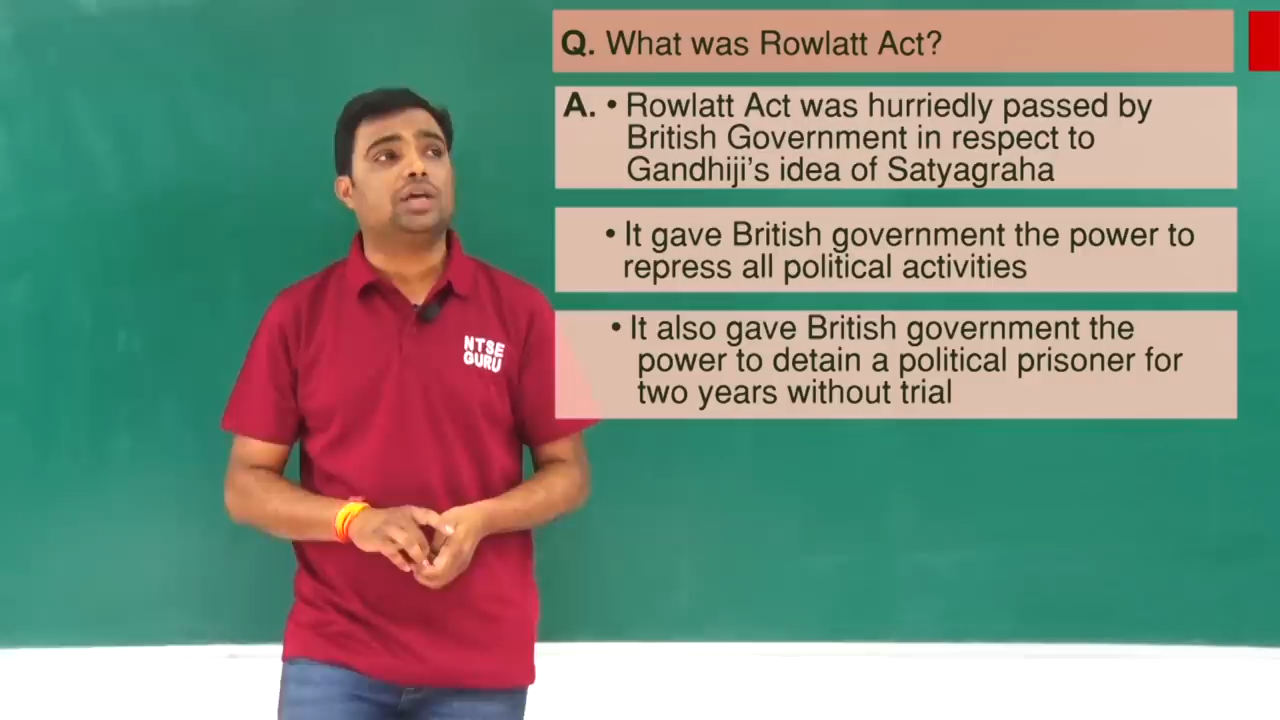 Q. What was Rowlatt Act?
A. • Rowlatt Act was hurriedly passed by
British Government in respect to
Gandhiji's idea of Satyagraha
• It gave British government the power to
repress all political activities
• It also gave British government the
power to detain a political prisoner for
two years without trial
NTSE
GURU